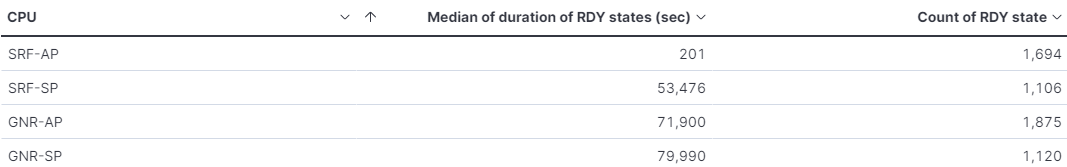 CPU Median of duration of RDY states (sec) Count of RDY state
SRF-AP 201 1,694
SRF-SP 53,476 1,106
GNR-AP 71,900 1,875
GNR-SP 79,990 1,120